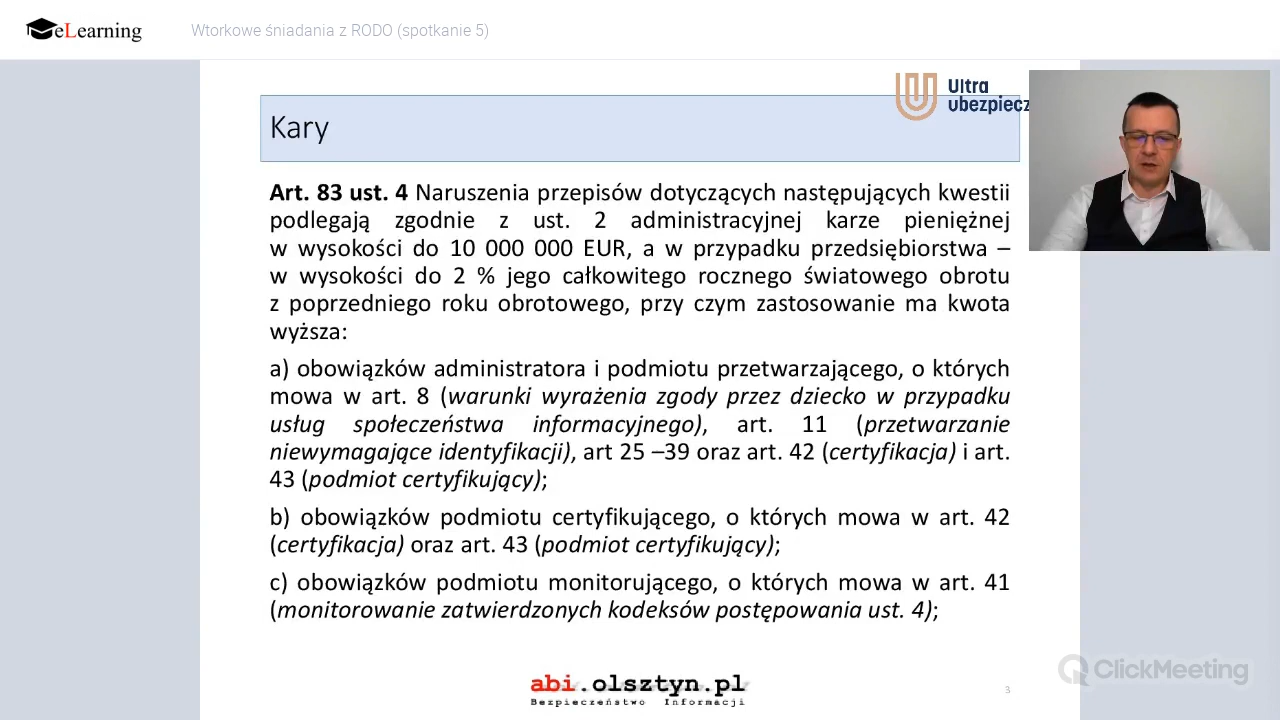 eLearning
Wtorkowe śniadania z RODO (spotkanie 5)
Ultra
ubezpiecz
Kary
Art. 83 ust. 4 Naruszenia przepisów dotyczących następujących kwestii
podlegają zgodnie z ust. 2 administracyjnej karze pieniężnej
w wysokości do 10 000 000 EUR, a w przypadku przedsiębiorstwa –
w wysokości do 2 % jego całkowitego rocznego światowego obrotu
z poprzedniego roku obrotowego, przy czym zastosowanie ma kwota
wyższa:
a) obowiązków administratora i podmiotu przetwarzającego, o których
mowa w art. 8 (warunki wyrażenia zgody przez dziecko w przypadku
usług społeczeństwa informacyjnego), art. 11 (przetwarzanie
niewymagające identyfikacji), art 25 –39 oraz art. 42 (certyfikacja) i art.
43 (podmiot certyfikujący);
b) obowiązków podmiotu certyfikującego, o których mowa w art. 42
(certyfikacja) oraz art. 43 (podmiot certyfikujący);
c) obowiązków podmiotu monitorującego, o których mowa w art. 41
(monitorowanie zatwierdzonych kodeksów postępowania ust. 4);
abi.olsztyn.pl
Bezpieczeństwo Informacji
3
ClickMeeting